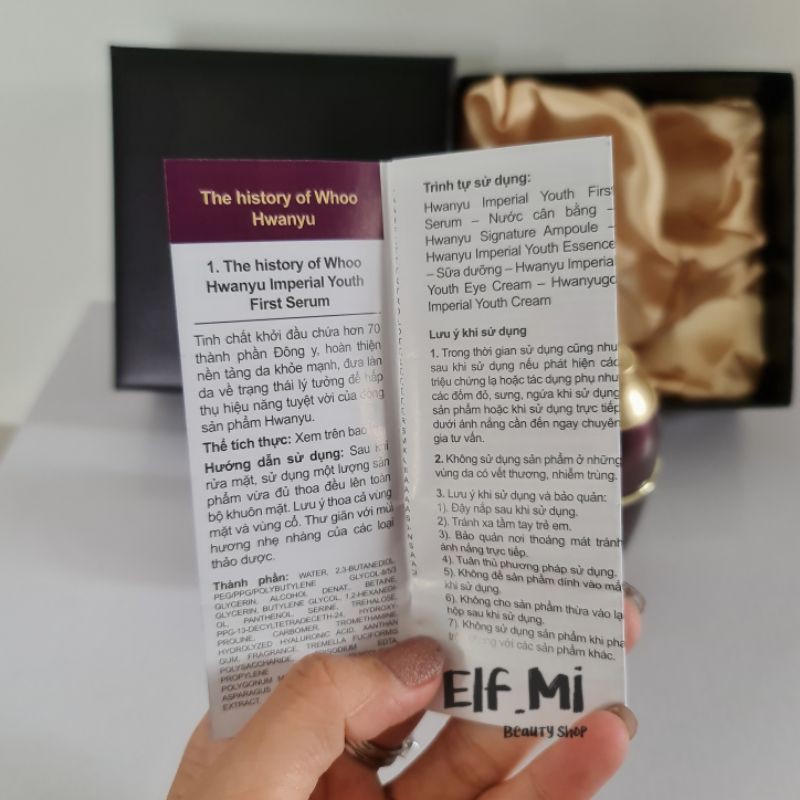 The history of Whoo
Hwanyu
1. The history of Whoo
Hwanyu Imperial Youth
First Serum
Tinh chất khởi đầu chứa hơn 70
thành phần Đông y, hoàn thiện
nền tảng da khỏe mạnh, đưa làn
da về trạng thái lý tưởng để hấp
thụ hiệu năng tuyệt vời của dòng
sản phẩm Hwanyu.
Thể tích thực: Xem trên bao
Hướng dẫn sử dụng: Sau khi
rửa mặt, sử dụng một lượng sản
phẩm vừa đủ thoa đều lên toàn
bộ khuôn mặt. Lưu ý thoa cả vùng
mặt và vùng cổ. Thư giãn với mùi
hương nhẹ nhàng của các loại
thảo dược.
Thành phần: WATER, 2,3-BUTANEDIOL,
PEG/PPG/POLYBUTYLENE GLYCOL-8/5/3
GLYCERIN, ALCOHOL DENAT, BETAINE,
GLYCERIN, BUTYLENE GLYCOL, 1,2-HEXANEDI-
OL, PANTHENOL, SERINE, TREHALOSE,
PPG-13-DECYLTETRADECETH-24, HYDROXY-
PROLINE, CARBOMER, TROMETHAMINE,
HYDROLYZED HYALURONIC ACID, XANTHAN
GUM, FRAGRANCE, TREMELLA FUCIFORMIS
POLYSACCHARIDE, EDTA,
PROPYLENE
POLYGONUM
ASPARAGUS
EXTRACT,
Trình tự sử dụng:
Hwanyu Imperial Youth First
Serum – Nước cân bằng –
Hwanyu Signature Ampoule –
Hwanyu Imperial Youth Essence
– Sữa dưỡng – Hwanyu Imperia
Youth Eye Cream – Hwanyugo
Imperial Youth Cream
Lưu ý khi sử dụng
1. Trong thời gian sử dụng cũng như
sau khi sử dụng nếu phát hiện các
triệu chứng lạ hoặc tác dụng phụ như
các đốm đỏ, sưng, ngứa khi sử dụng
sản phẩm hoặc khi sử dụng trực tiếp
dưới ánh nắng cần đến ngay chuyên
gia tư vấn.
2. Không sử dụng sản phẩm ở những
vùng da có vết thương, nhiễm trùng.
3. Lưu ý khi sử dụng và bảo quản:
1). Đậy nắp sau khi sử dụng.
2). Tránh xa tầm tay trẻ em.
3). Bảo quản nơi thoáng mát tránh
ánh nắng trực tiếp.
4). Tuân thủ phương pháp sử dụng.
5). Không để sản phẩm dính vào mắ
khi sử dụng.
6). Không cho sản phẩm thừa vào lạ
hộp sau khi sử dụng.
7). Không sử dụng sản phẩm khi pha
với các sản phẩm khác.
Elf.Mi
Beauty Shop